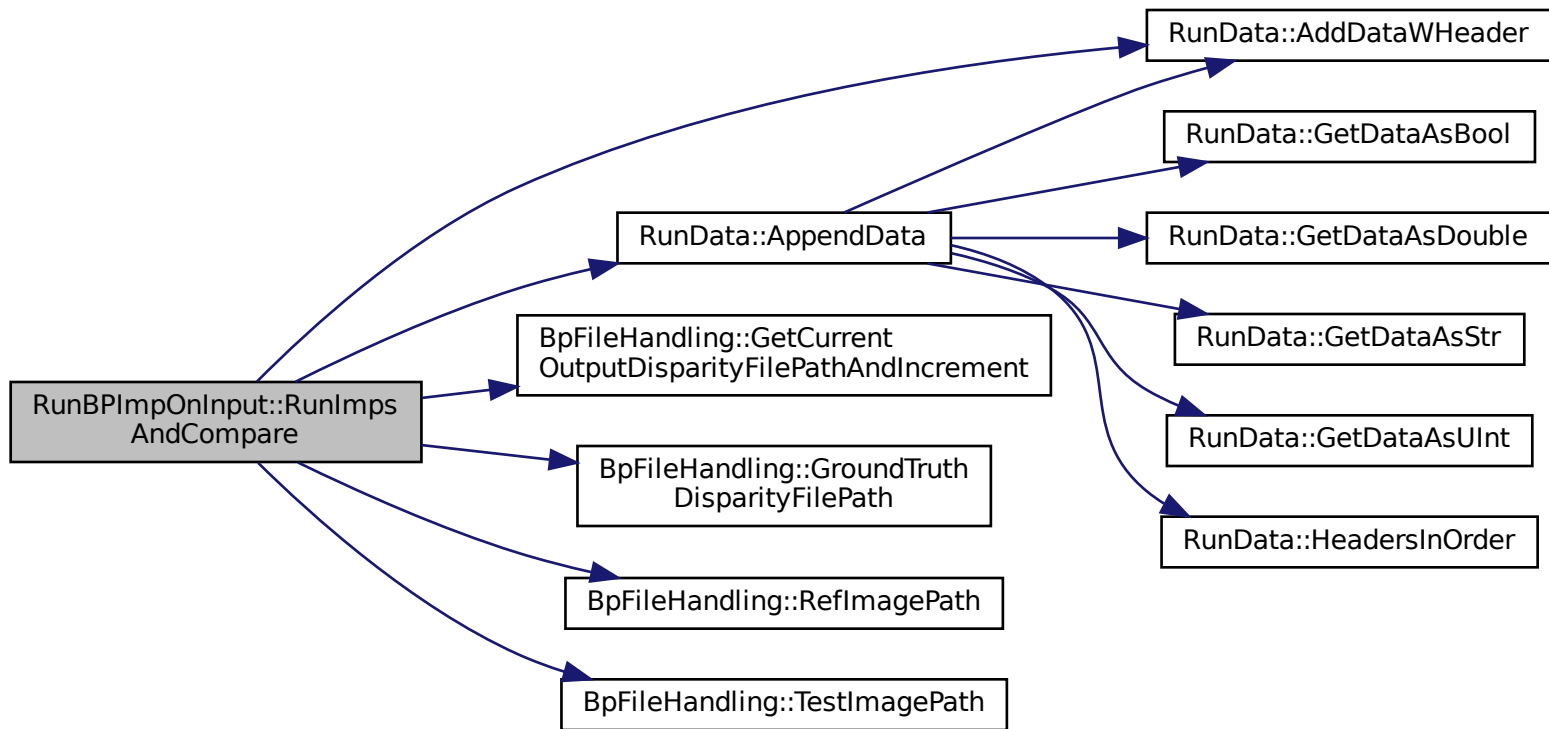 RunData::AddDataWHeader
RunData::GetDataAsBool
RunData::AppendData
RunData::GetDataAsDouble
BpFileHandling::GetCurrent
OutputDisparityFilePathAndIncrement
RunData::GetDataAsStr
RunBPImpOnInput::RunImps
AndCompare
RunData::GetDataAsUInt
BpFileHandling::GroundTruth
DisparityFilePath
RunData::HeadersInOrder
BpFileHandling::RefImagePath
BpFileHandling::TestImagePath